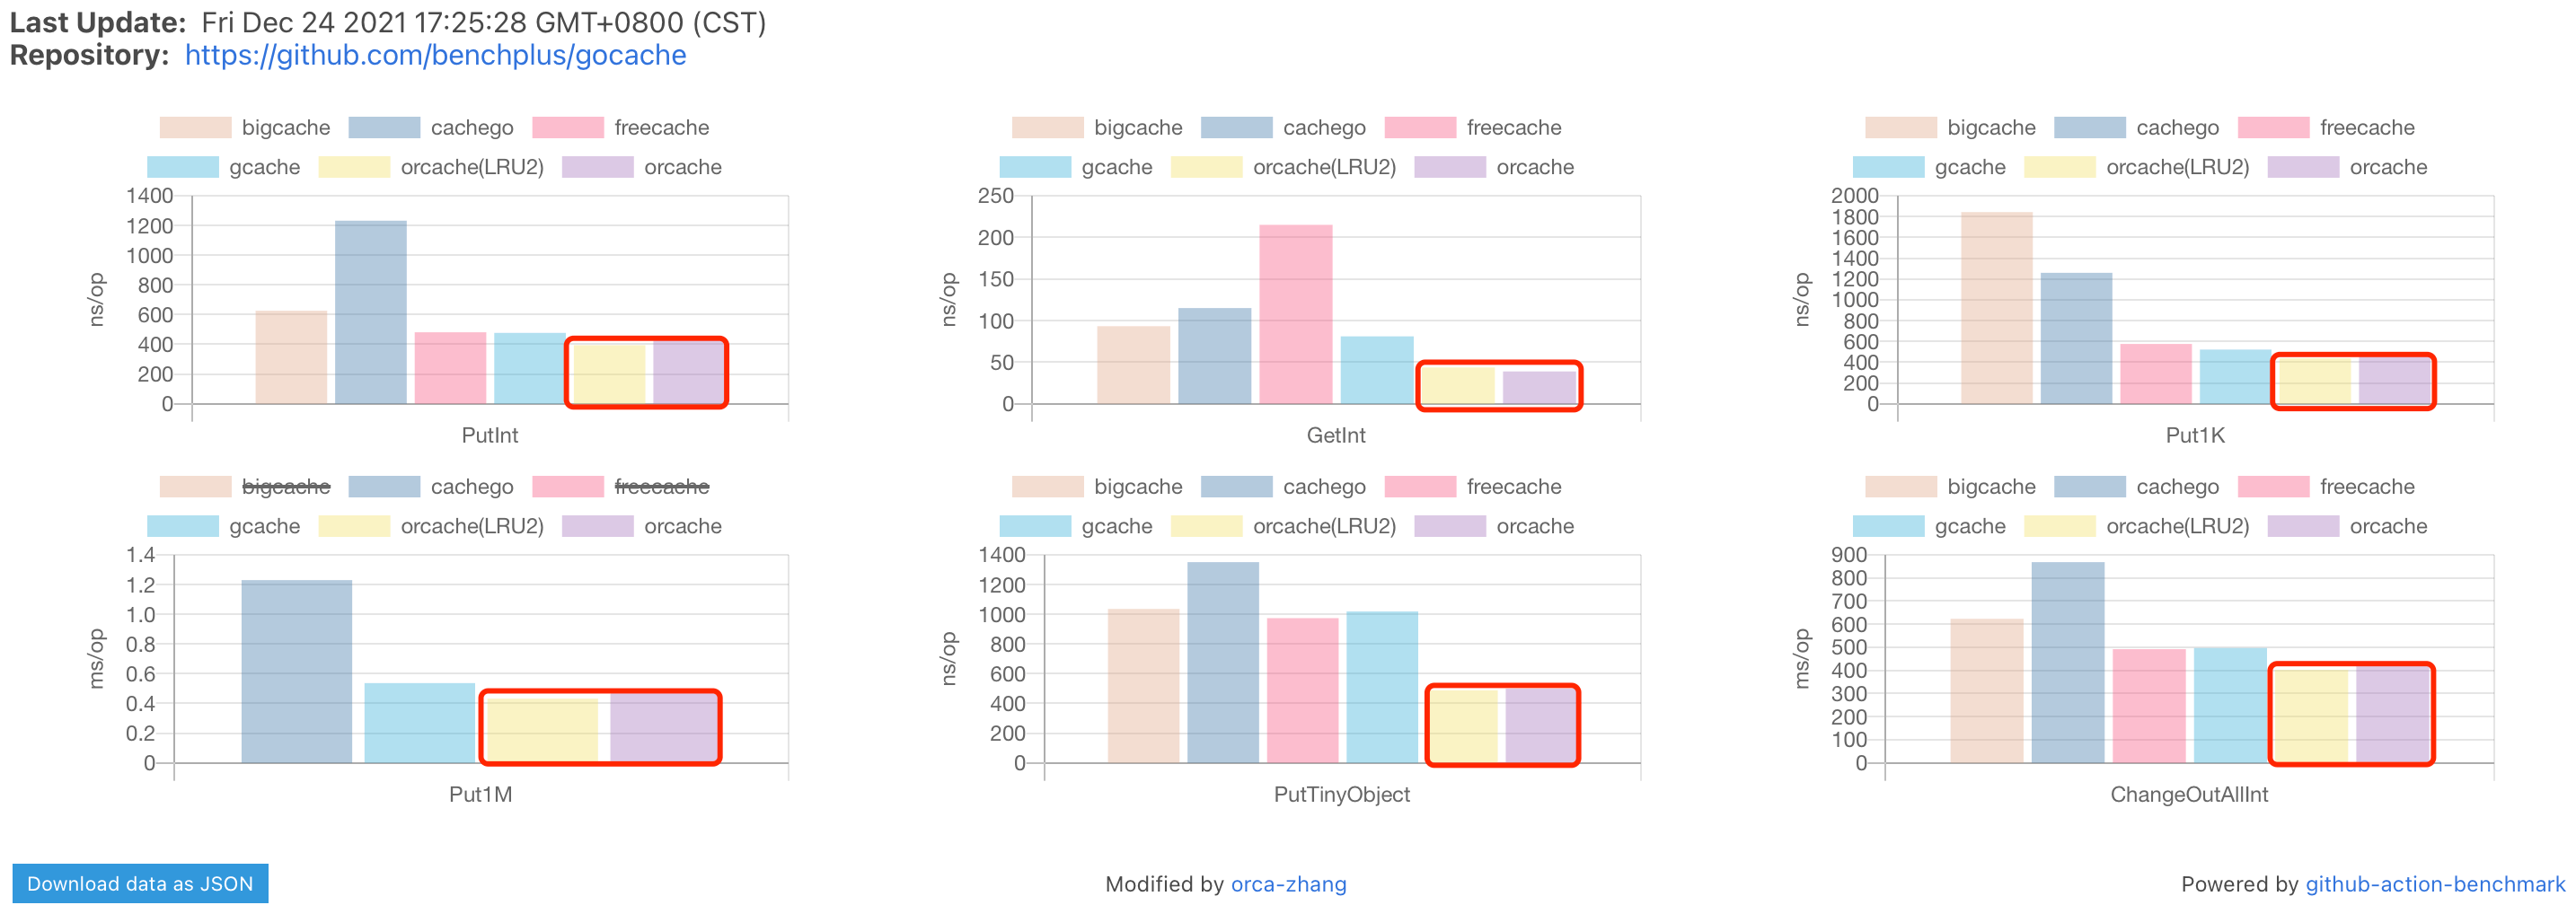 Last Update: Fri Dec 24 2021 17:25:28 GMT+0800 (CST)
Repository: https://github.com/benchplus/gocache
bigcache cachego freecache
gcache orcache(LRU2) orcache
1400
1200
1000
800
600
400
200
0
ns/op
PutInt
bigcache cachego freecache
gcache orcache(LRU2) orcache
250
200
150
100
50
0
ns/op
GetInt
bigcache cachego freecache
gcache orcache(LRU2) orcache
2000
1800
1600
1400
1200
1000
800
600
400
200
0
ns/op
Put1K
bigcache cachego freecache
gcache orcache(LRU2) orcache
1.4
1.2
1.0
0.8
0.6
0.4
0.2
0
ms/op
Put1M
bigcache cachego freecache
gcache orcache(LRU2) orcache
1400
1200
1000
800
600
400
200
0
ns/op
PutTinyObject
bigcache cachego freecache
gcache orcache(LRU2) orcache
900
800
700
600
500
400
300
200
100
0
ms/op
ChangeOutAllInt
Download data as JSON
Modified by orca-zhang
Powered by github-action-benchmark